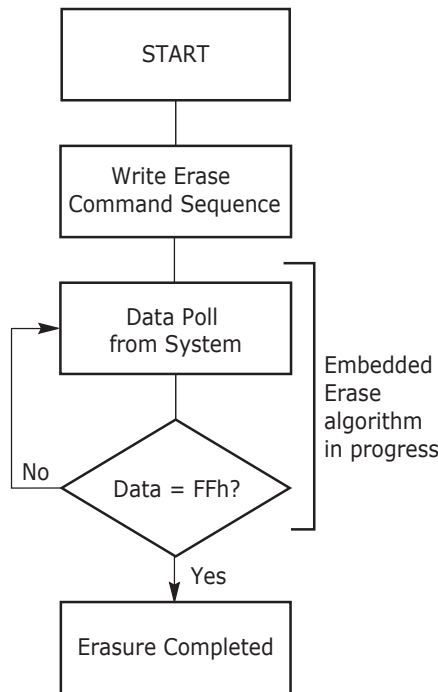 START
Write Erase
Command Sequence
Data Poll
from System
Embedded
Erase
algorithm
in progress
No
Data = FFh?
Yes
Erasure Completed